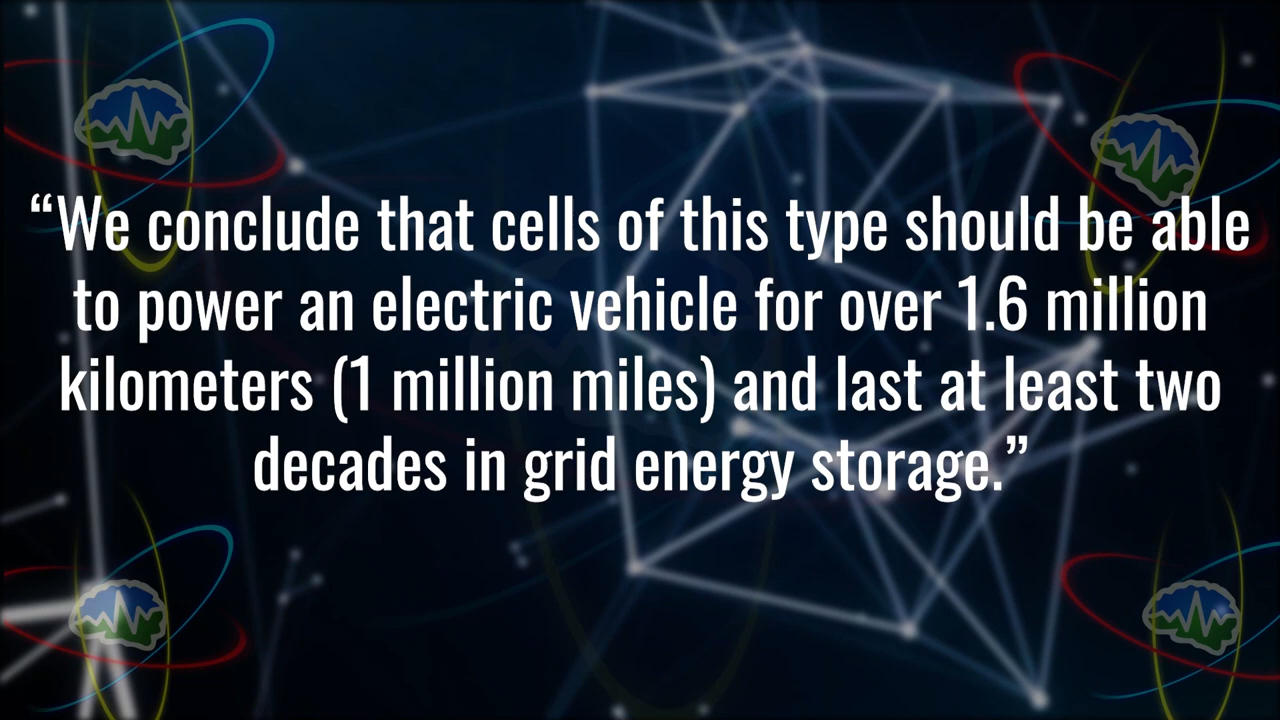 “We conclude that cells of this type should be able
to power an electric vehicle for over 1.6 million
kilometers (1 million miles) and last at least two
decades in grid energy storage.”